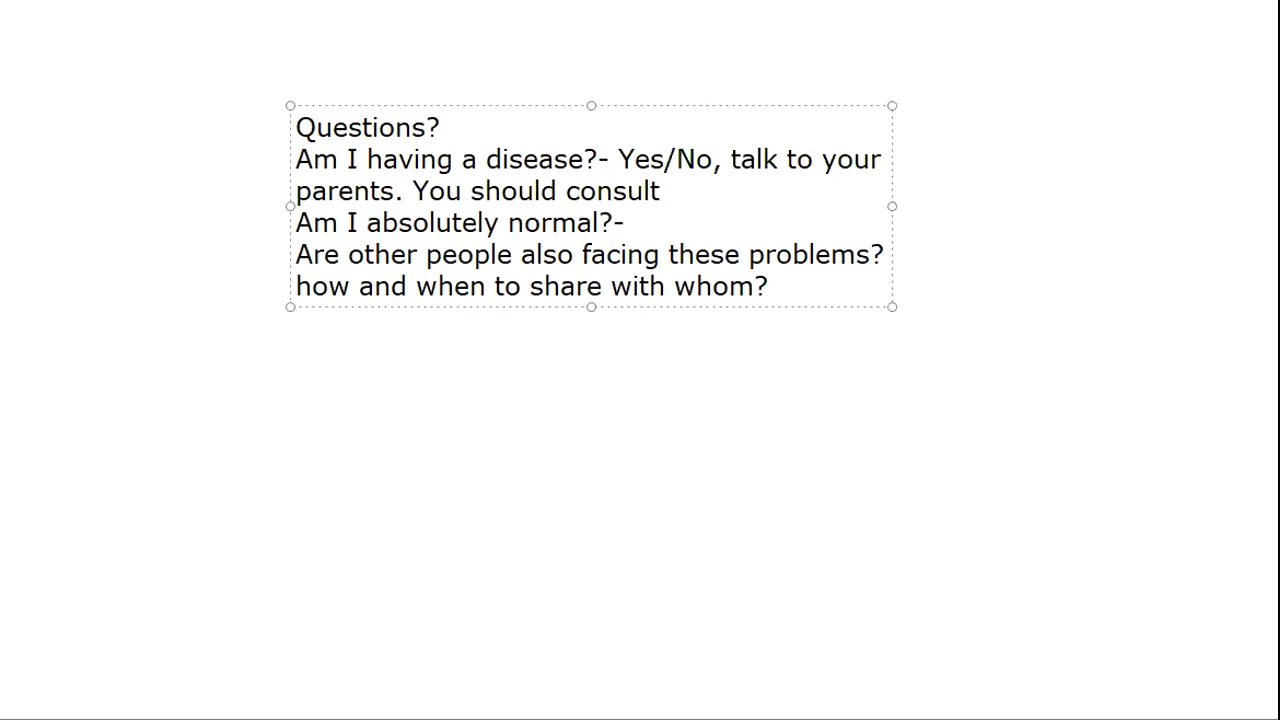 Questions?
Am I having a disease?- Yes/No, talk to your
parents. You should consult
Am I absolutely normal?-
Are other people also facing these problems?
how and when to share with whom?